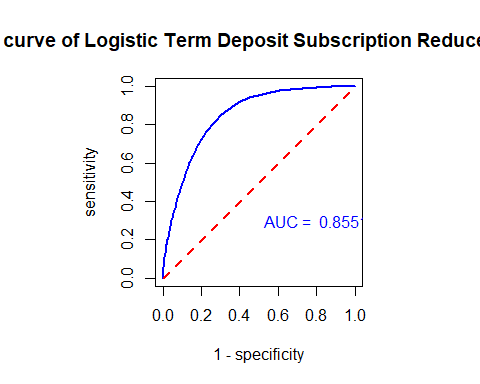 curve of Logistic Term Deposit Subscription Reduce
sensitivity
1.0
0.8
0.6
0.4
0.2
0.0
AUC = 0.855
0.0 0.2 0.4 0.6 0.8 1.0
1 - specificity